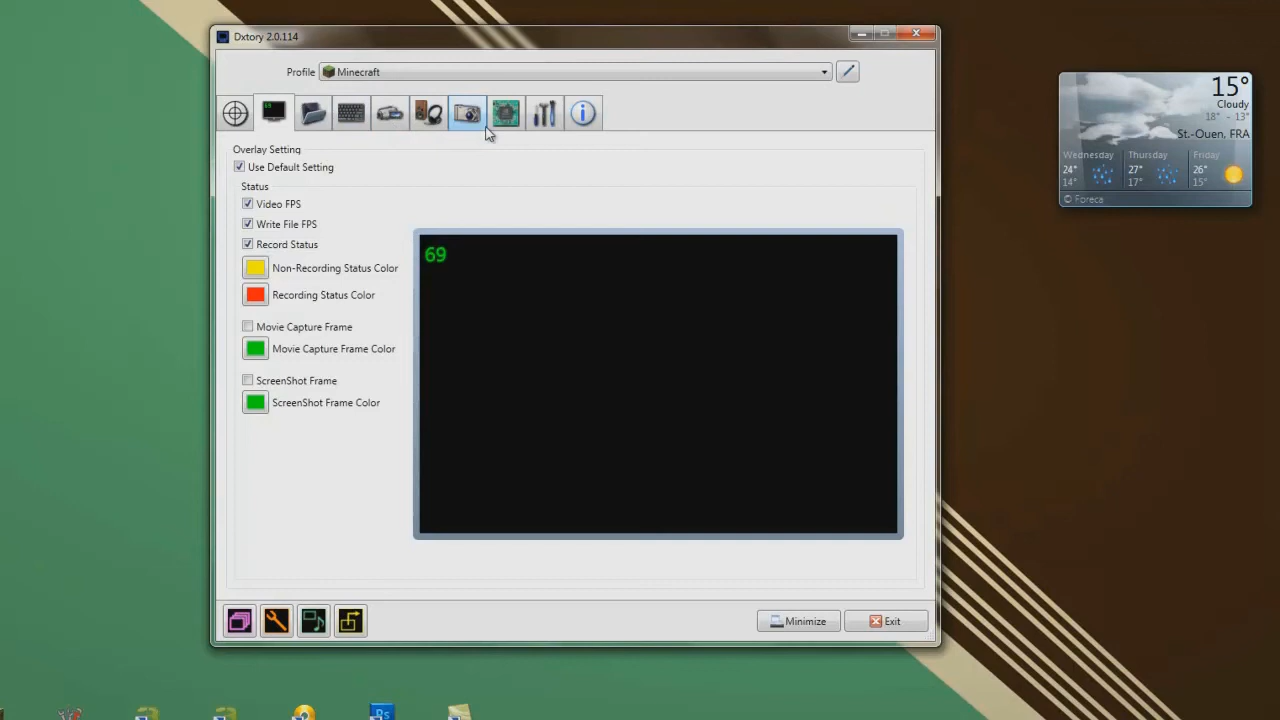 Dxtory 2.0.114
Profile
Minecraft
Overlay Setting
Use Default Setting
Status
Video FPS
Write File FPS
Record Status
Non-Recording Status Color
Recording Status Color
Movie Capture Frame
Movie Capture Frame Color
ScreenShot Frame
ScreenShot Frame Color
69
Minimize
Exit
15°
Cloudy
18° - 13°
St.-Ouen, FRA
Wednesday Thursday Friday
24° 27° 26°
14° 17° 15°
© Foreca
Ps